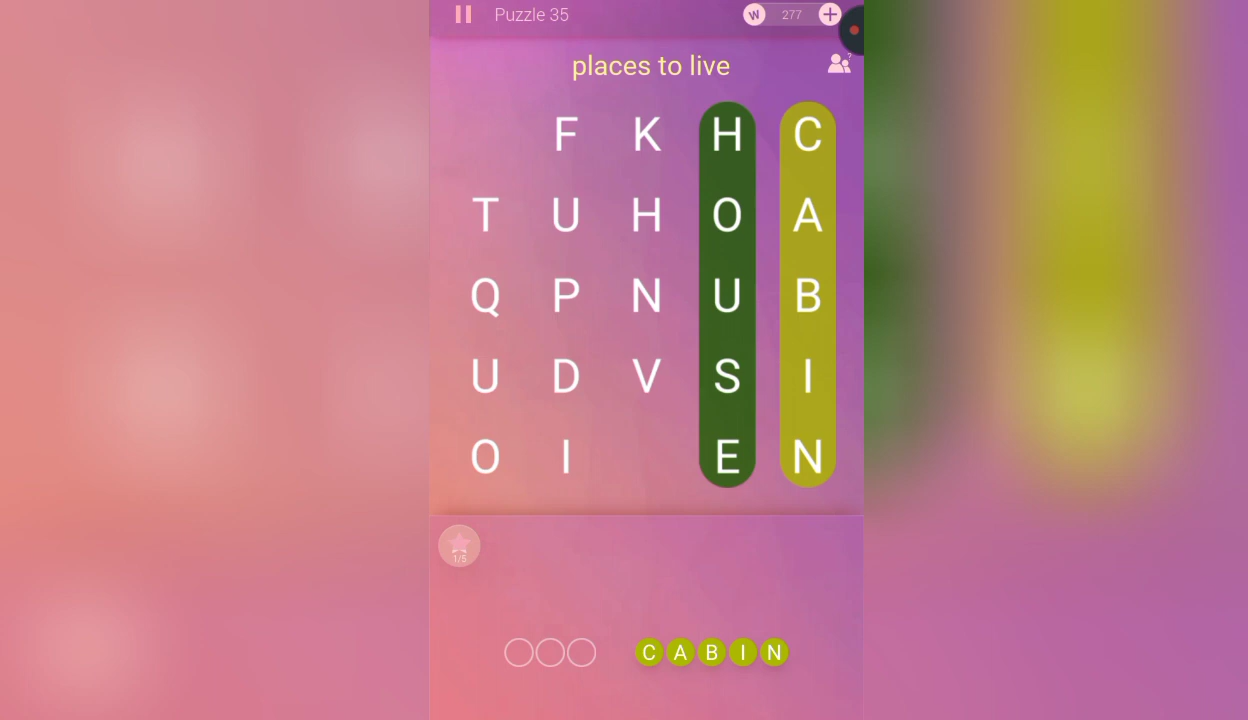 Puzzle 35
W 277 +
places to live
?
F K H C
T U H O A
Q P N U B
U D V S I
O I E N
1/5
C A B I N